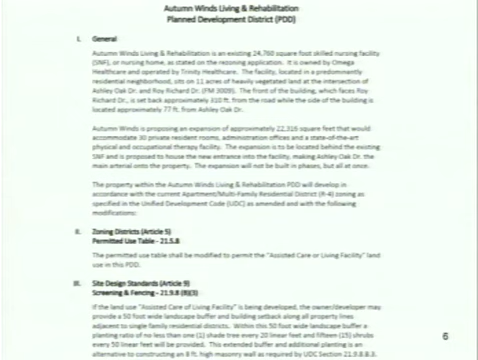 Autumn Winds Living & Rehabilitation
Planned Development District (PDD)
I. General
Autumn Winds Living & Rehabilitation is an existing 24,760 square foot skilled nursing facility
(SNF), or nursing home, as stated on the rezoning application. It is owned by Omega
Healthcare and operated by Trinity Healthcare. The facility, located in a predominantly
residential neighborhood, sits on 11 acres of heavily vegetated land at the intersection of
Ashley Oak Dr. and Roy Richard Dr. (FM 3009). The front of the building, which faces Roy
Richard Dr., is set back approximately 310 ft. from the road while the side of the building is
located approximately 77 ft. from Ashley Oak Dr.
Autumn Winds is proposing an expansion of approximately 22,316 square feet that would
accommodate 30 private resident rooms, administration offices and a state-of-the-art
physical and occupational therapy facility. The expansion is to be located behind the existing
SNF and is proposed to house the new entrance into the facility, making Ashley Oak Dr. the
main arterial onto the property. The expansion will not be built in phases, but all at once.
The property within the Autumn Winds Living & Rehabilitation PDD will develop in
accordance with the current Apartment/Multi-Family Residential District (R-4) zoning as
specified in the Unified Development Code (UDC) as amended and with the following
modifications:
II. Zoning Districts (Article 5)
Permitted Use Table - 21.5.8
The permitted use table shall be modified to permit the "Assisted Care or Living Facility" land
use in this PDD.
III. Site Design Standards (Article 9)
Screening & Fencing - 21.9.8 (B)(3)
If the land use "Assisted Care of Living Facility" is being developed, the owner/developer may
provide a 50 foot wide landscape buffer and building setback along all property lines
adjacent to single family residential districts. Within this 50 foot wide landscape buffer a
planting ratio of no less than one (1) shade tree every 20 linear feet and fifteen (15) shrubs
every 50 linear feet will be provided. This extended buffer and additional planting is an
alternative to constructing an 8 ft. high masonry wall as required by UDC Section 21.9.8.B.3.
6